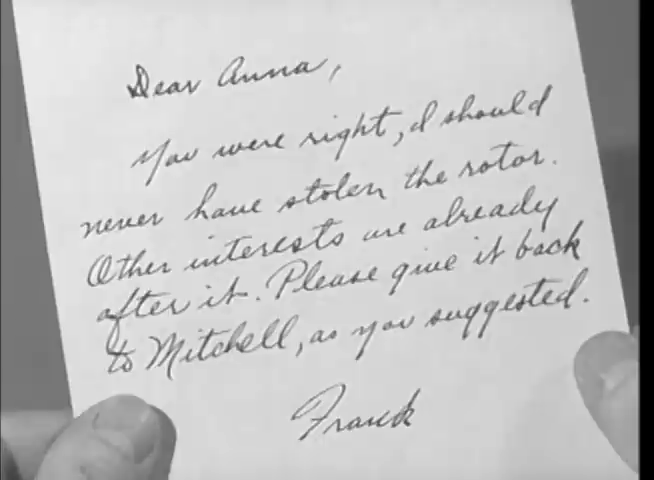 Dear Anna,
You were right, I should
never have stolen the rotor.
Other interests are already
after it. Please give it back
to Mitchell, as you suggested.
Franck